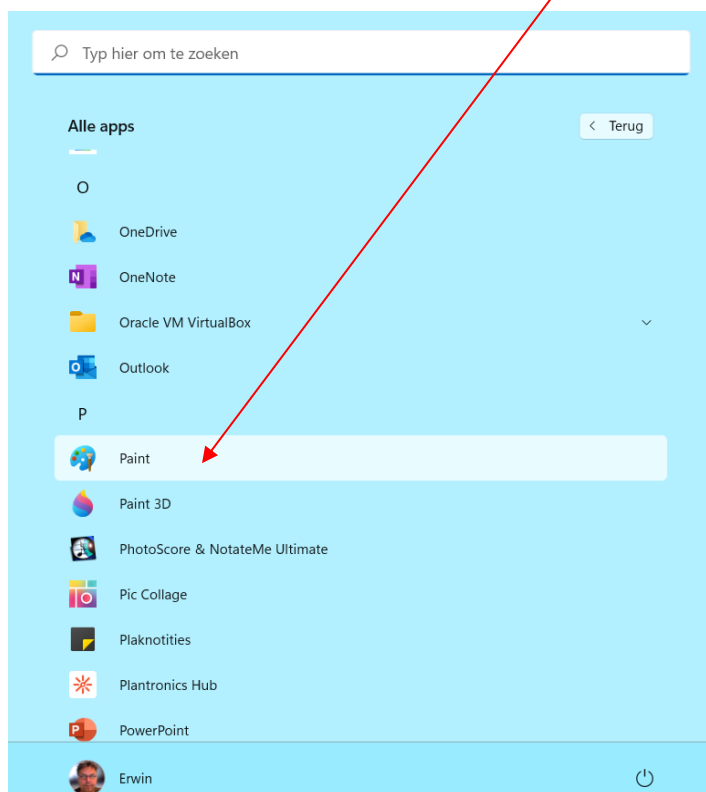 Typ hier om te zoeken
Alle apps
Terug
O
OneDrive
OneNote
Oracle VM VirtualBox
Outlook
P
Paint
Paint 3D
PhotoScore & NotateMe Ultimate
Pic Collage
Plaknotities
Plantronics Hub
PowerPoint
Erwin